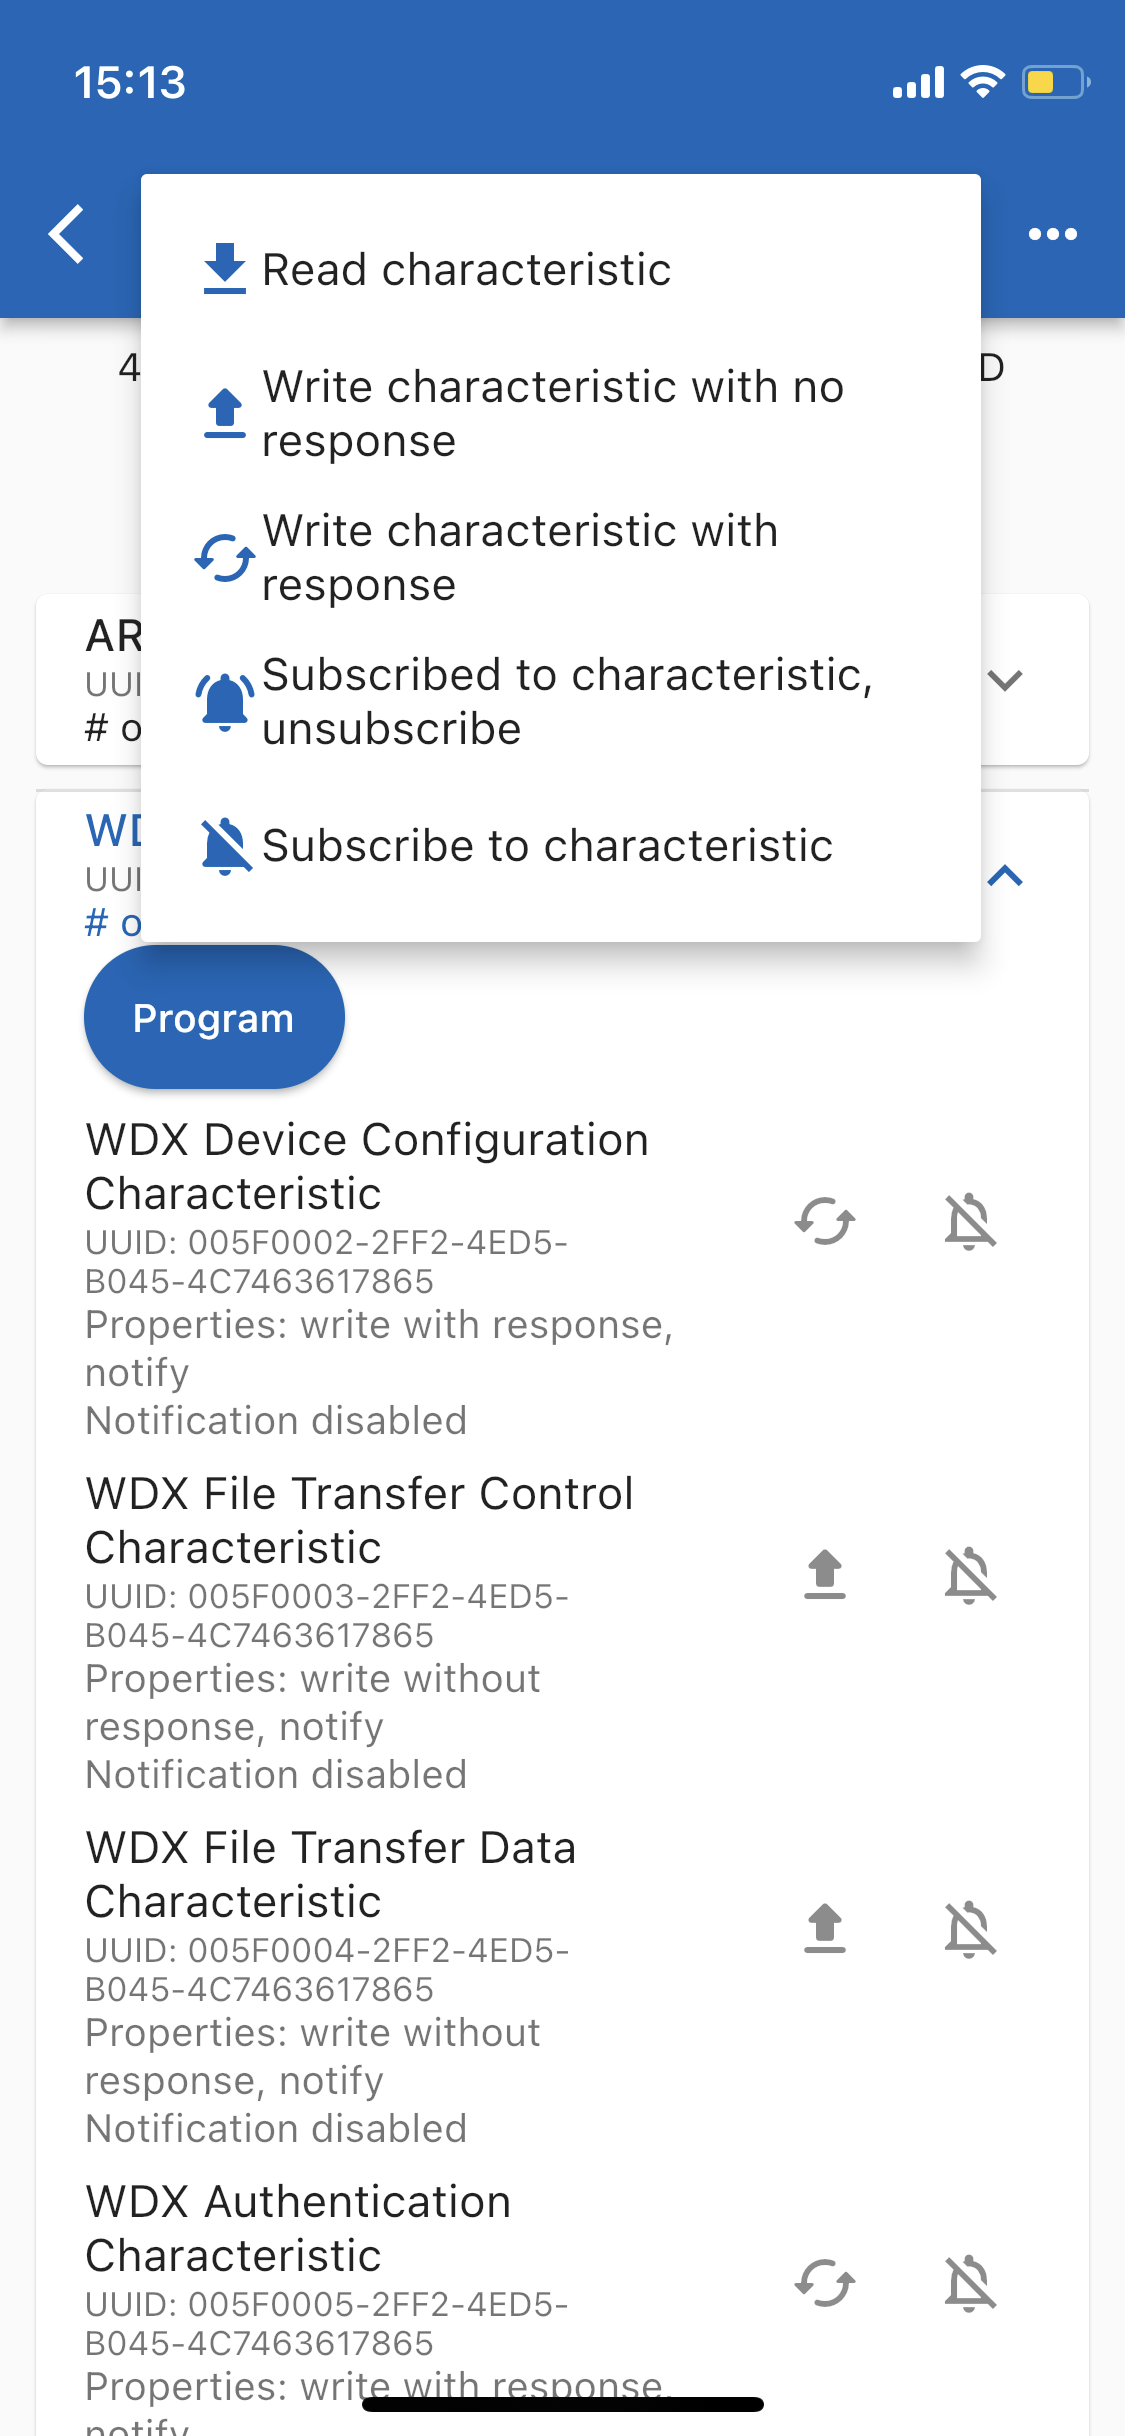 15:13
Read characteristic
Write characteristic with no
response
Write characteristic with
response
Subscribed to characteristic,
unsubscribe
Subscribe to characteristic
4
D
AR
UUI
# o
WD
UUI
# o
Program
WDX Device Configuration
Characteristic
UUID: 005F0002-2FF2-4ED5-
B045-4C7463617865
Properties: write with response,
notify
Notification disabled
WDX File Transfer Control
Characteristic
UUID: 005F0003-2FF2-4ED5-
B045-4C7463617865
Properties: write without
response, notify
Notification disabled
WDX File Transfer Data
Characteristic
UUID: 005F0004-2FF2-4ED5-
B045-4C7463617865
Properties: write without
response, notify
Notification disabled
WDX Authentication
Characteristic
UUID: 005F0005-2FF2-4ED5-
B045-4C7463617865
Properties: write with response,
notify